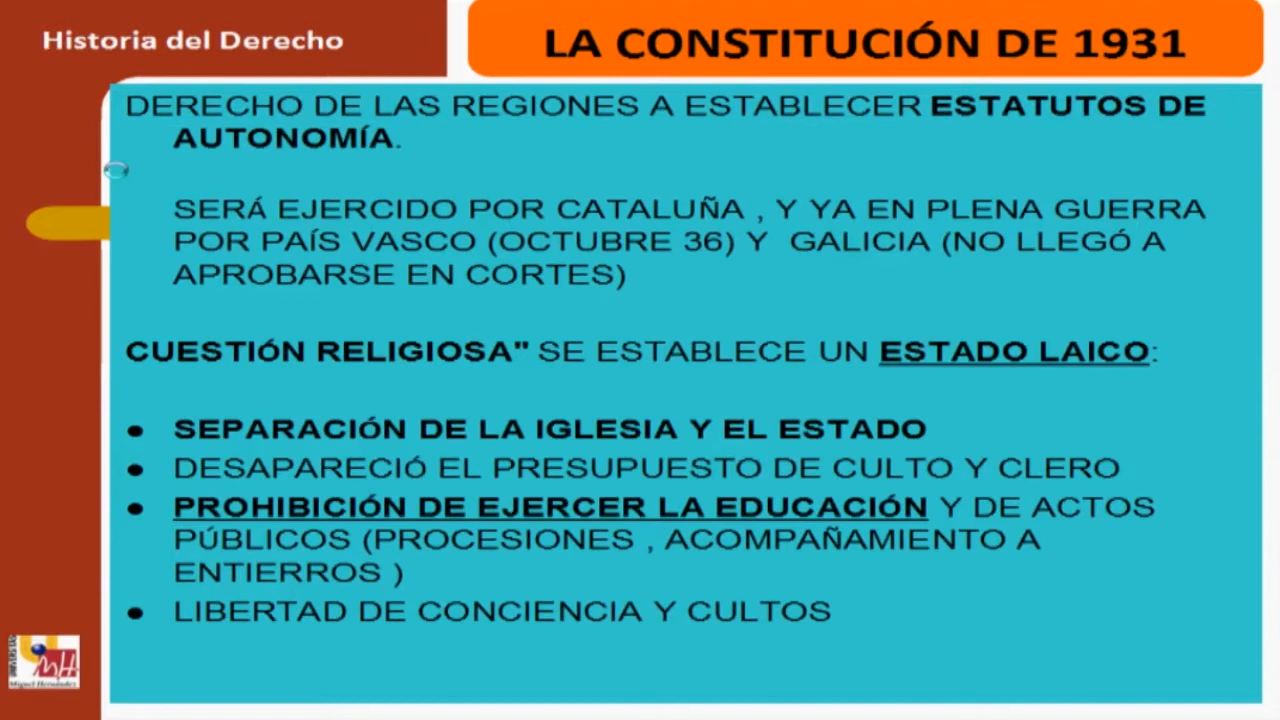 Historia del Derecho
LA CONSTITUCIÓN DE 1931
DERECHO DE LAS REGIONES A ESTABLECER ESTATUTOS DE
AUTONOMÍA.
SERÁ EJERCIDO POR CATALUÑA , Y YA EN PLENA GUERRA
POR PAÍS VASCO (OCTUBRE 36) Y GALICIA (NO LLEGÓ A
APROBARSE EN CORTES)
CUESTIÓN RELIGIOSA" SE ESTABLECE UN ESTADO LAICO:
● SEPARACIÓN DE LA IGLESIA Y EL ESTADO
● DESAPARECIÓ EL PRESUPUESTO DE CULTO Y CLERO
● PROHIBICIÓN DE EJERCER LA EDUCACIÓN Y DE ACTOS
PÚBLICOS (PROCESIONES , ACOMPAÑAMIENTO A
ENTIERROS )
● LIBERTAD DE CONCIENCIA Y CULTOS
UMH
Miguel Hernández